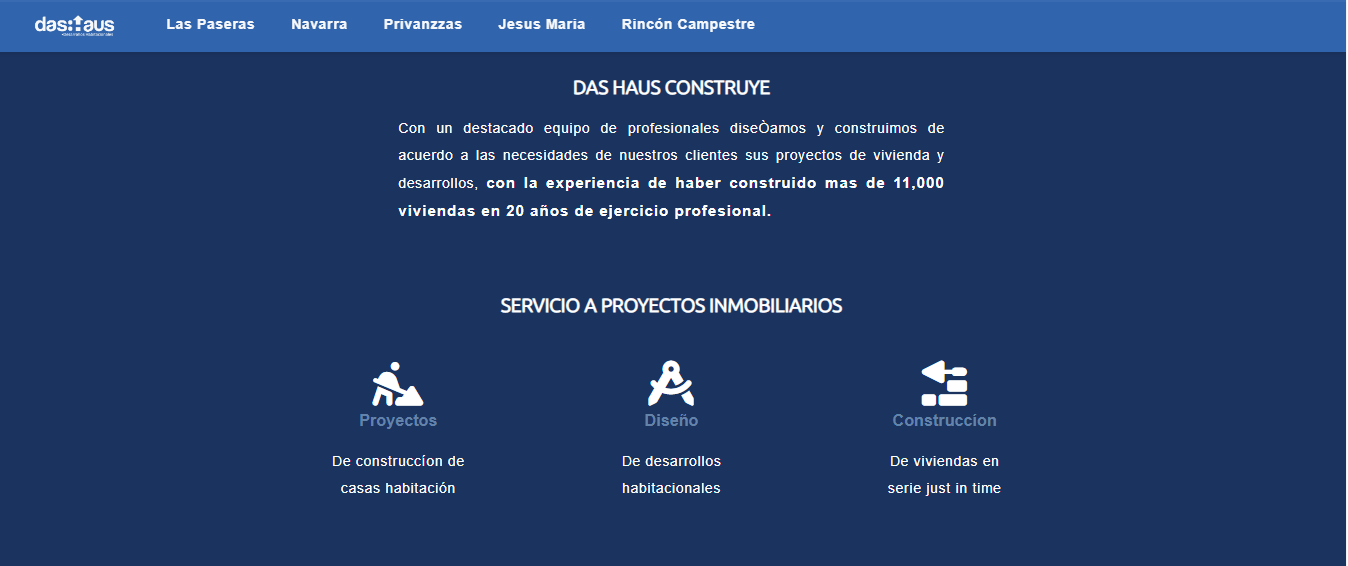 dashaus
Las Paseras Navarra Privanzzas Jesus Maria Rincón Campestre
DAS HAUS CONSTRUYE
Con un destacado equipo de profesionales diseÒamos y construimos de
acuerdo a las necesidades de nuestros clientes sus proyectos de vivienda y
desarrollos, con la experiencia de haber construido mas de 11,000
viviendas en 20 años de ejercicio profesional.
SERVICIO A PROYECTOS INMOBILIARIOS
Proyectos Diseño Construccion
De construccíon de De desarrollos De viviendas en
casas habitación habitacionales serie just in time